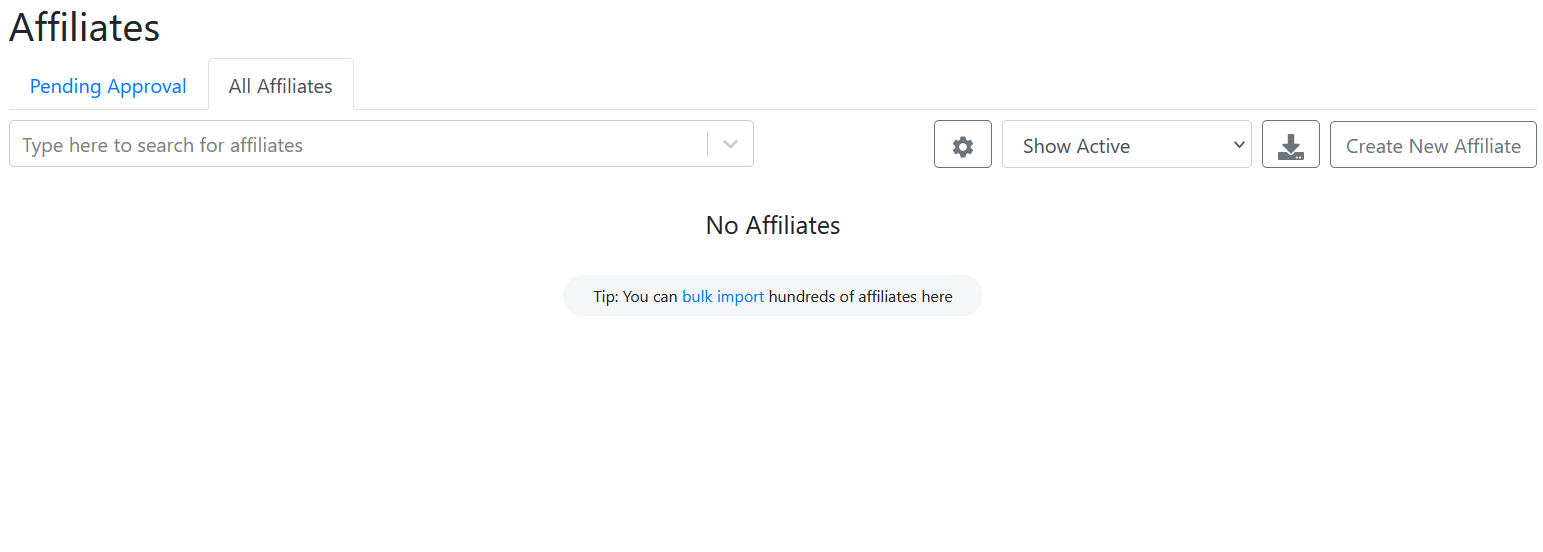 Affiliates
Pending Approval
All Affiliates
Type here to search for affiliates
Show Active
Create New Affiliate
No Affiliates
Tip: You can bulk import hundreds of affiliates here